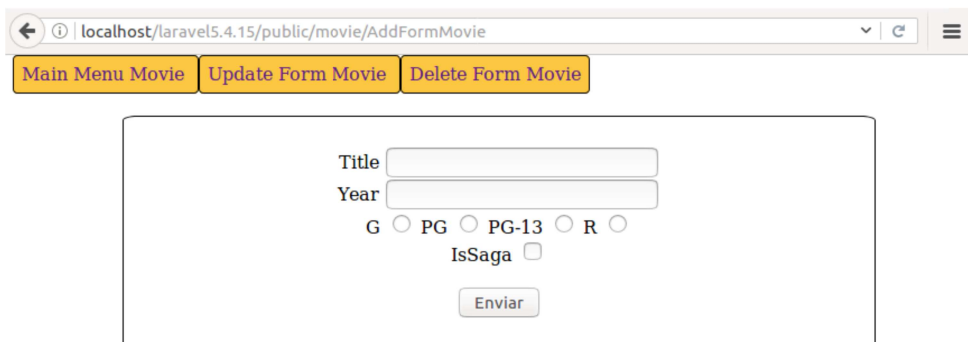 localhost/laravel5.4.15/public/movie/AddFormMovie
Main Menu Movie Update Form Movie Delete Form Movie
Title
Year
G PG PG-13 R
IsSaga
Enviar